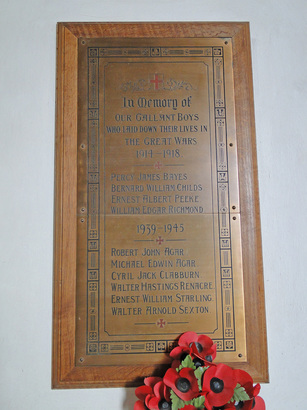 In Memory of
OUR GALLANT BOYS
WHO LAID DOWN THEIR LIVES IN
THE GREAT WARS
1914-1918
PERCY JAMES HAYES
BERNARD WILLIAM CHILDS
ERNEST ALBERT PEEKE
WILLIAM EDGAR RICHMOND
1939-1945
ROBERT JOHN AGAR
MICHAEL EDWIN AGAR
CYRIL JACK CLABBURN
WALTER HASTINGS RENACRE
ERNEST WILLIAM STARLING
WALTER ARNOLD SEXTON